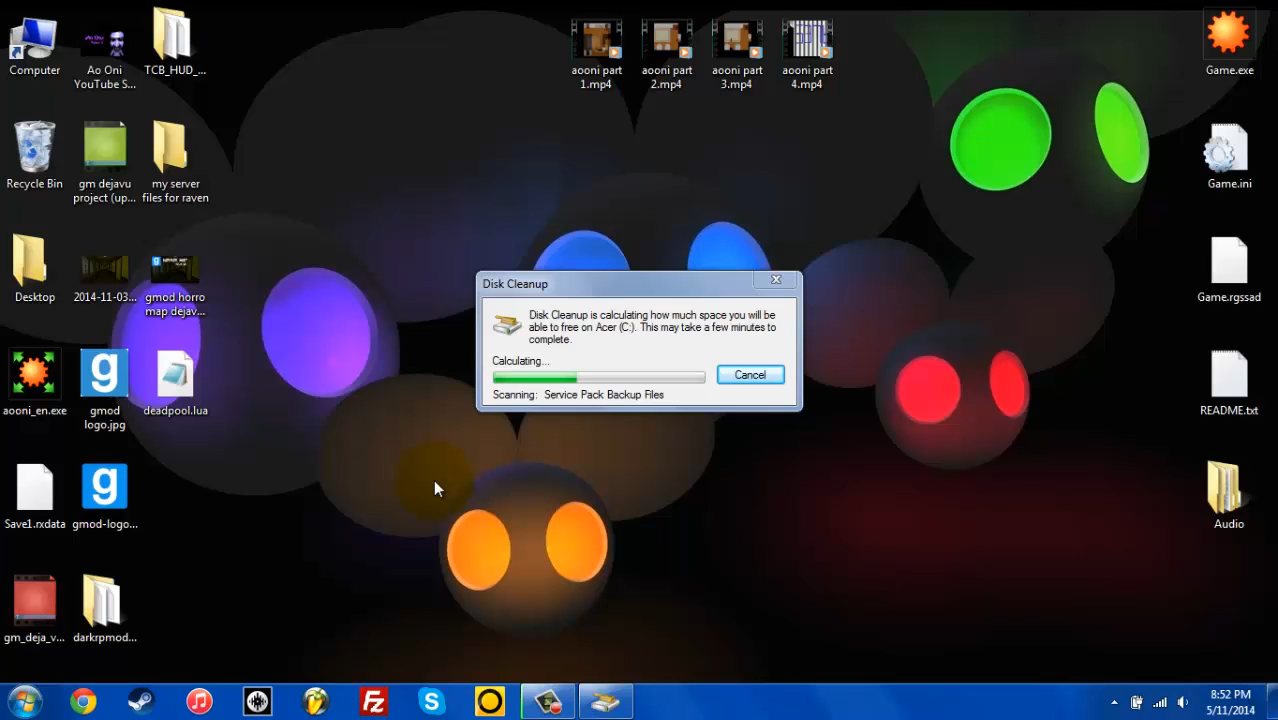 Computer
Ao Oni
YouTube S...
TCB_HUD_...
aooni part
1.mp4
aooni part
2.mp4
aooni part
3.mp4
aooni part
4.mp4
Game.exe
Recycle Bin
gm dejavu
project (up...
my server
files for raven
Game.ini
Desktop
2014-11-03...
gmod horro
map dejav...
Game.rgssad
Disk Cleanup
Disk Cleanup is calculating how much space you will be
able to free on Acer (C:). This may take a few minutes to
complete.
Calculating...
Cancel
Scanning: Service Pack Backup Files
aooni_en.exe
g
gmod
logo.jpg
deadpool.lua
README.txt
Save1.rxdata
g
gmod-logo...
Audio
gm_deja_v...
darkrpmod...
8:52 PM
5/11/2014